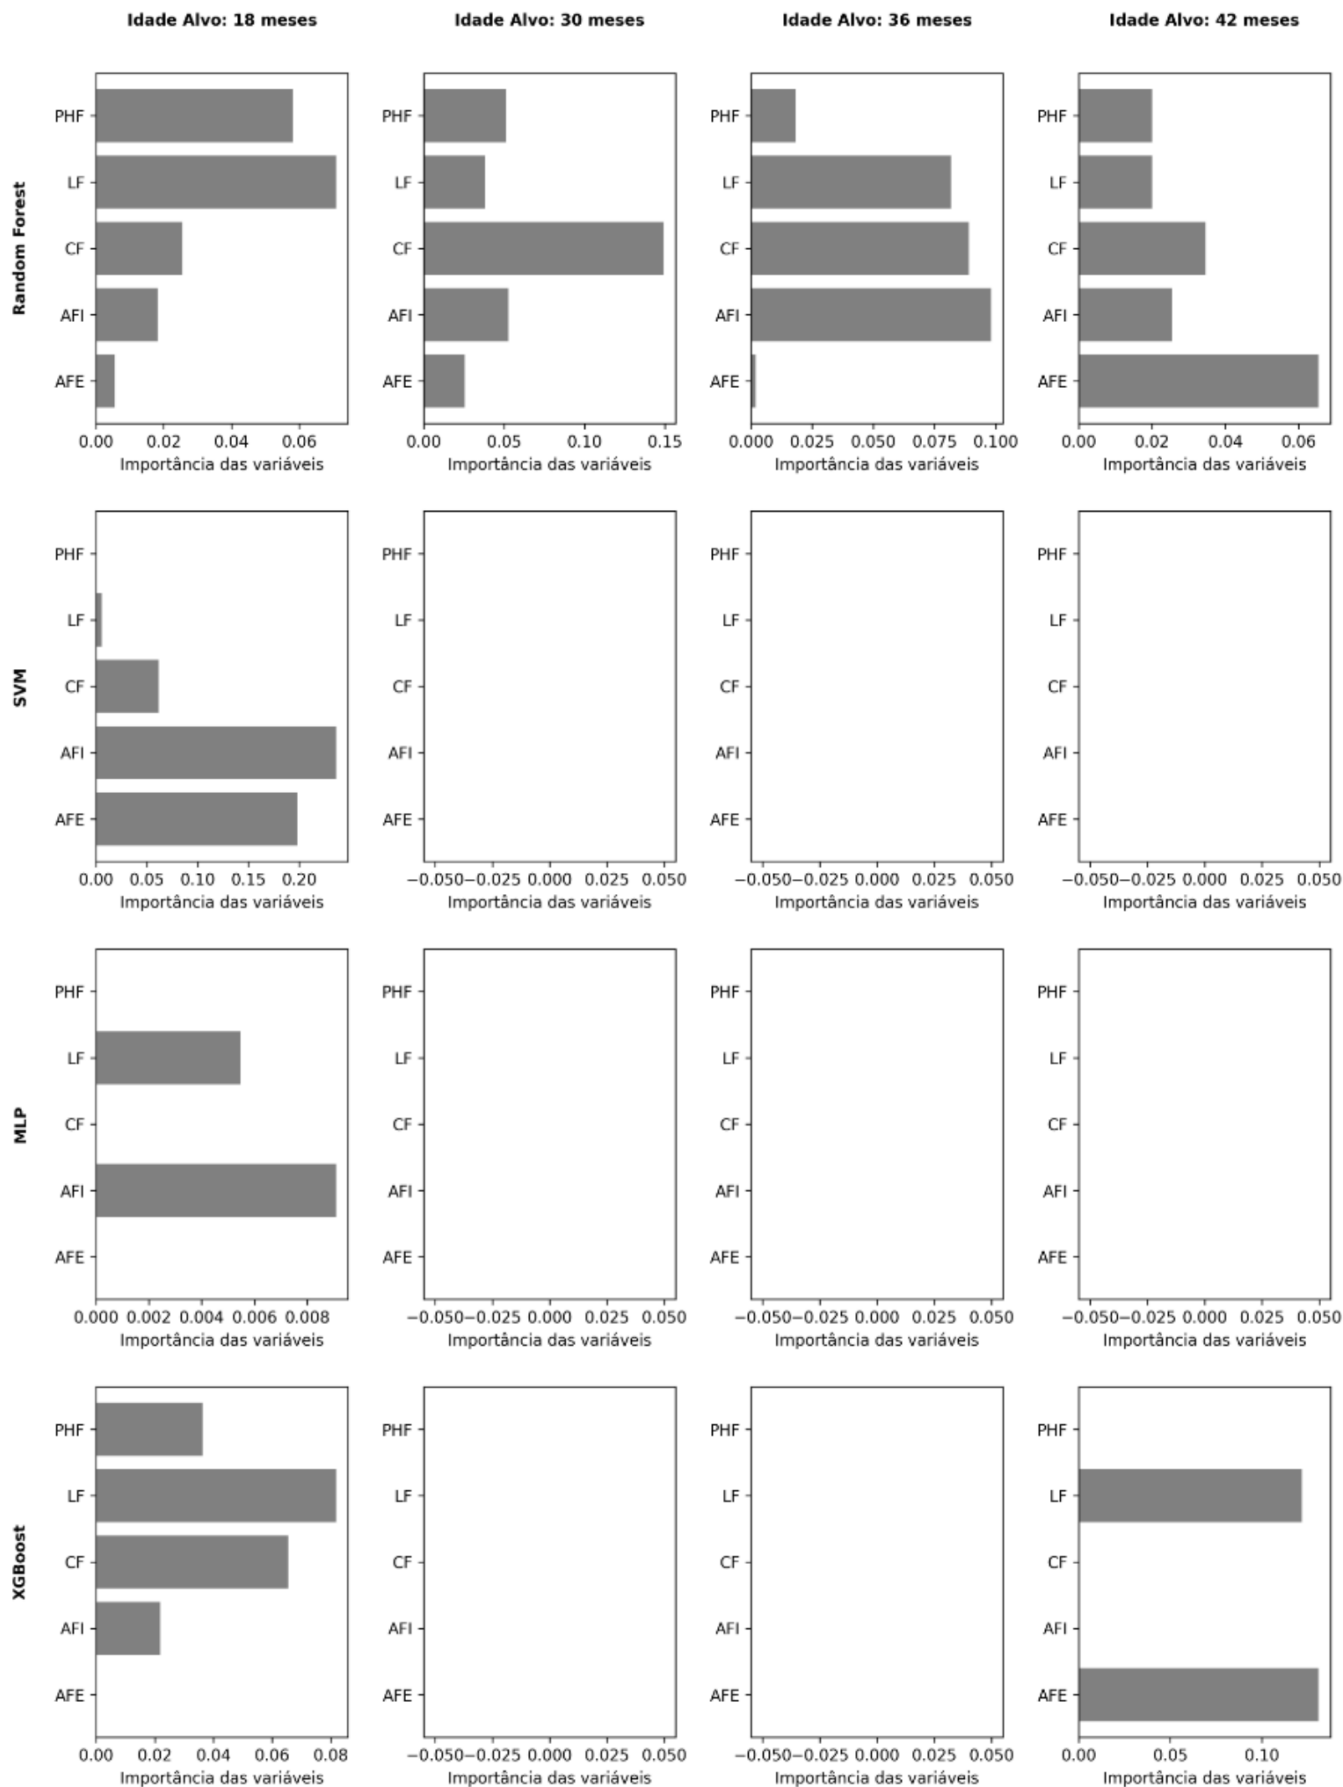 Idade Alvo: 18 meses Idade Alvo: 30 meses Idade Alvo: 36 meses Idade Alvo: 42 meses
Random Forest
PHF PHF PHF PHF
LF LF LF LF
CF CF CF CF
AFI AFI AFI AFI
AFE AFE AFE AFE
0.00 0.02 0.04 0.06 0.00 0.05 0.10 0.15 0.000 0.025 0.050 0.075 0.100 0.00 0.02 0.04 0.06
Importância das variáveis Importância das variáveis Importância das variáveis Importância das variáveis
SVM
PHF PHF PHF PHF
LF LF LF LF
CF CF CF CF
AFI AFI AFI AFI
AFE AFE AFE AFE
0.00 0.05 0.10 0.15 0.20 −0.050 −0.025 0.000 0.025 0.050 −0.050 −0.025 0.000 0.025 0.050 −0.050 −0.025 0.000 0.025 0.050
Importância das variáveis Importância das variáveis Importância das variáveis Importância das variáveis
MLP
PHF PHF PHF PHF
LF LF LF LF
CF CF CF CF
AFI AFI AFI AFI
AFE AFE AFE AFE
0.000 0.002 0.004 0.006 0.008 −0.050 −0.025 0.000 0.025 0.050 −0.050 −0.025 0.000 0.025 0.050 −0.050 −0.025 0.000 0.025 0.050
Importância das variáveis Importância das variáveis Importância das variáveis Importância das variáveis
XGBoost
PHF PHF PHF PHF
LF LF LF LF
CF CF CF CF
AFI AFI AFI AFI
AFE AFE AFE AFE
0.00 0.02 0.04 0.06 0.08 −0.050 −0.025 0.000 0.025 0.050 −0.050 −0.025 0.000 0.025 0.050 0.00 0.05 0.10
Importância das variáveis Importância das variáveis Importância das variáveis Importância das variáveis